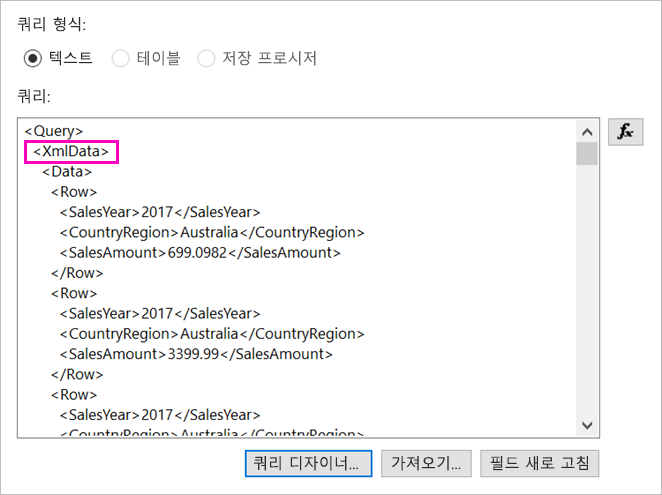 쿼리 형식:
텍스트 테이블 저장 프로시저
쿼리:
<Query>
<XmlData>
<Data>
<Row>
<SalesYear>2017</SalesYear>
<CountryRegion>Australia</CountryRegion>
<SalesAmount>699.0982</SalesAmount>
</Row>
<Row>
<SalesYear>2017</SalesYear>
<CountryRegion>Australia</CountryRegion>
<SalesAmount>3399.99</SalesAmount>
</Row>
<Row>
<SalesYear>2017</SalesYear>
<CountryRegion>Australia</CountryRegion>
fx
쿼리 디자이너... 가져오기... 필드 새로 고침